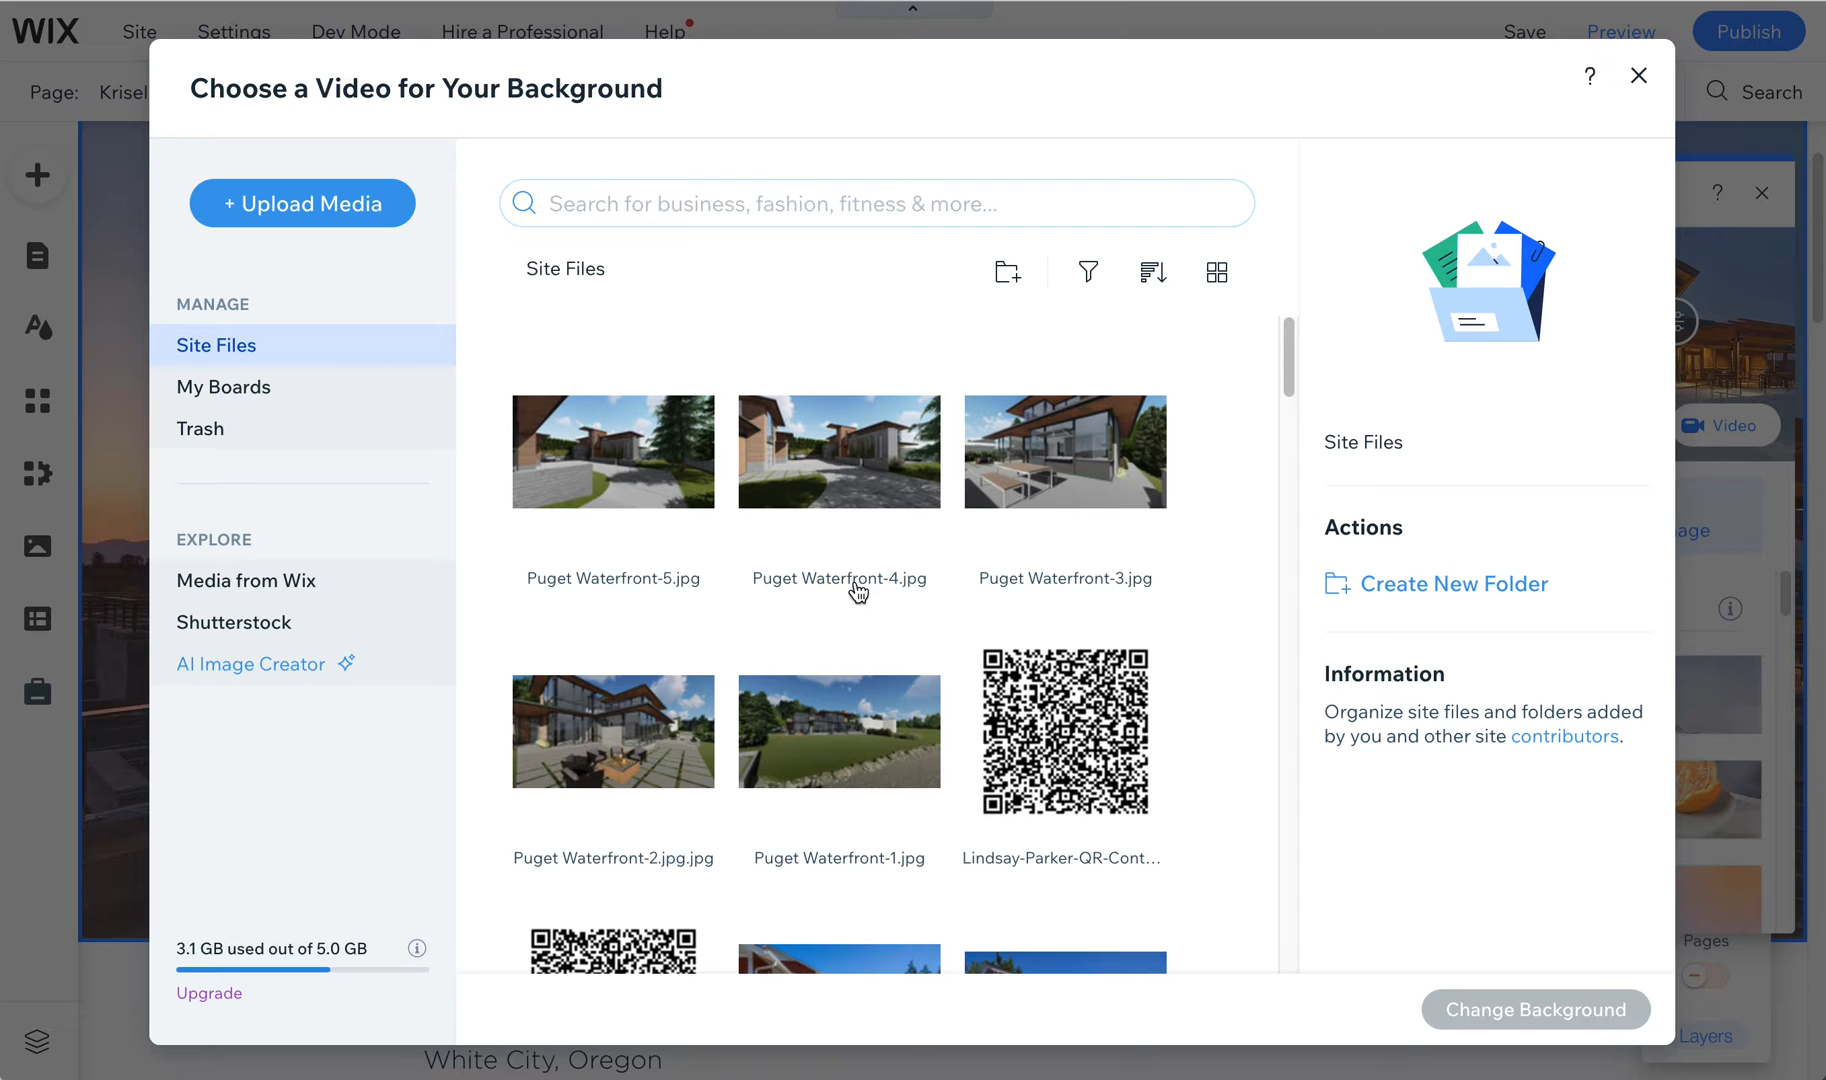 WIX
Site
Settings
Dev Mode
Hire a Professional
Help
Save
Preview
Publish
Page: Krisel
Search
Choose a Video for Your Background
?
+ Upload Media
MANAGE
Site Files
My Boards
Trash
EXPLORE
Media from Wix
Shutterstock
AI Image Creator
3.1 GB used out of 5.0 GB
Upgrade
Search for business, fashion, fitness & more...
Site Files
Puget Waterfront-5.jpg
Puget Waterfront-4.jpg
Puget Waterfront-3.jpg
Puget Waterfront-2.jpg.jpg
Puget Waterfront-1.jpg
Lindsay-Parker-QR-Cont...
Site Files
Actions
Create New Folder
Information
Organize site files and folders added
by you and other site contributors.
Change Background
?
Video
age
Pages
Layers
White City, Oregon